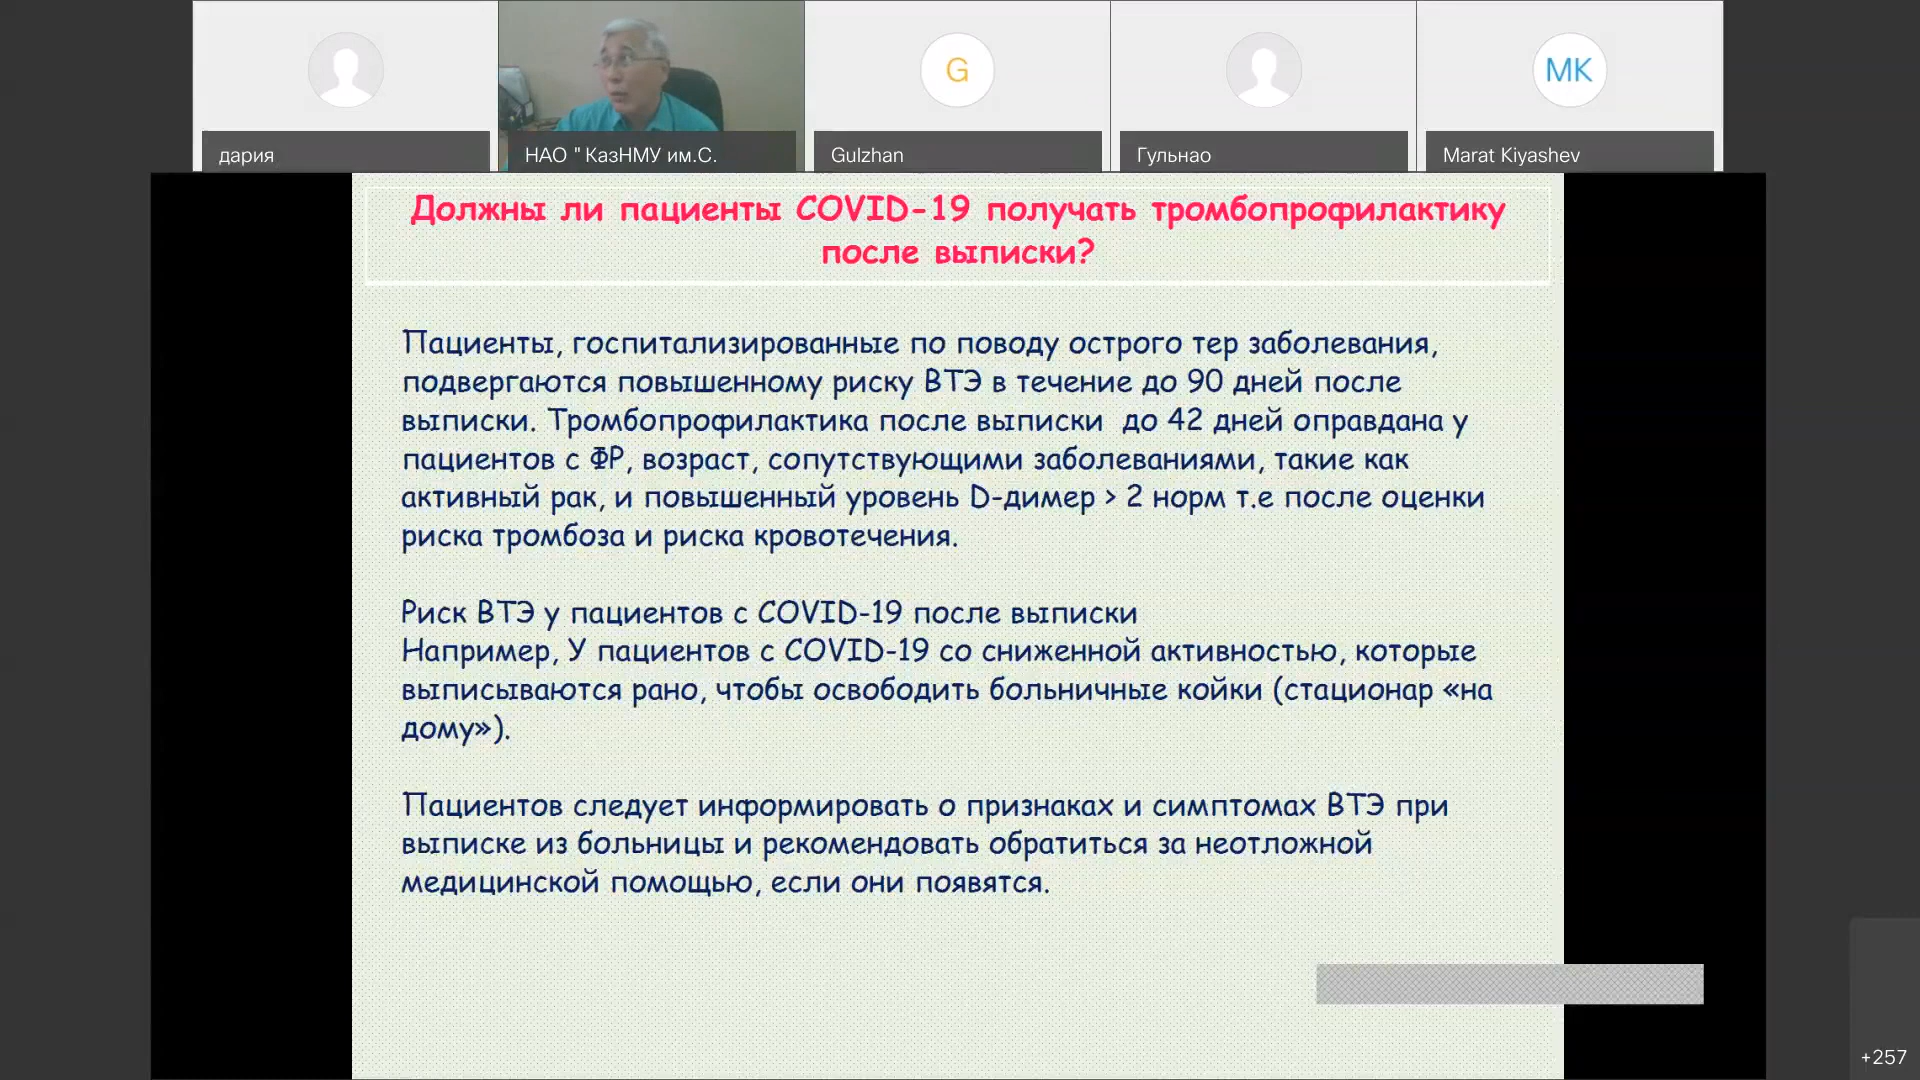 дария
НАО " КазНМУ им.С.
G
Gulzhan
Гульнао
MK
Marat Kiyashev
Должны ли пациенты COVID-19 получать тромбопрофилактику
после выписки?
Пациенты, госпитализированные по поводу острого тер заболевания,
подвергаются повышенному риску ВТЭ в течение до 90 дней после
выписки. Тромбопрофилактика после выписки до 42 дней оправдана у
пациентов с ФР, возраст, сопутствующими заболеваниями, такие как
активный рак, и повышенный уровень D-димер > 2 норм т.е после оценки
риска тромбоза и риска кровотечения.
Риск ВТЭ у пациентов с COVID-19 после выписки
Например, У пациентов с COVID-19 со сниженной активностью, которые
выписываются рано, чтобы освободить больничные койки (стационар «на
дому»).
Пациентов следует информировать о признаках и симптомах ВТЭ при
выписке из больницы и рекомендовать обратиться за неотложной
медицинской помощью, если они появятся.
+257